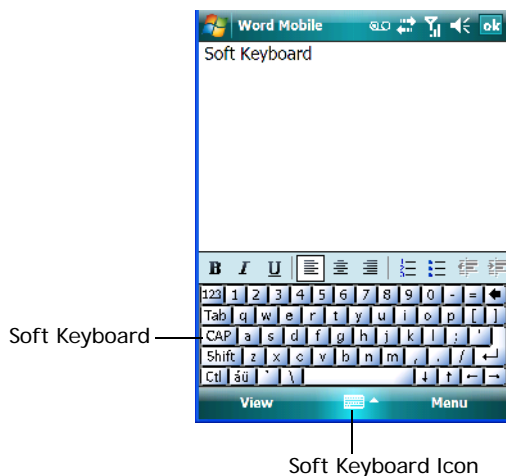 Word Mobile ok
Soft Keyboard
B I U
123 1 2 3 4 5 6 7 8 9 0 - =
Tab q w e r t y u i o p [ ]
CAP a s d f g h j k l ; '
Soft Keyboard
Shift z x c v b n m , . /
Ctl áü ` \
View Menu
Soft Keyboard Icon